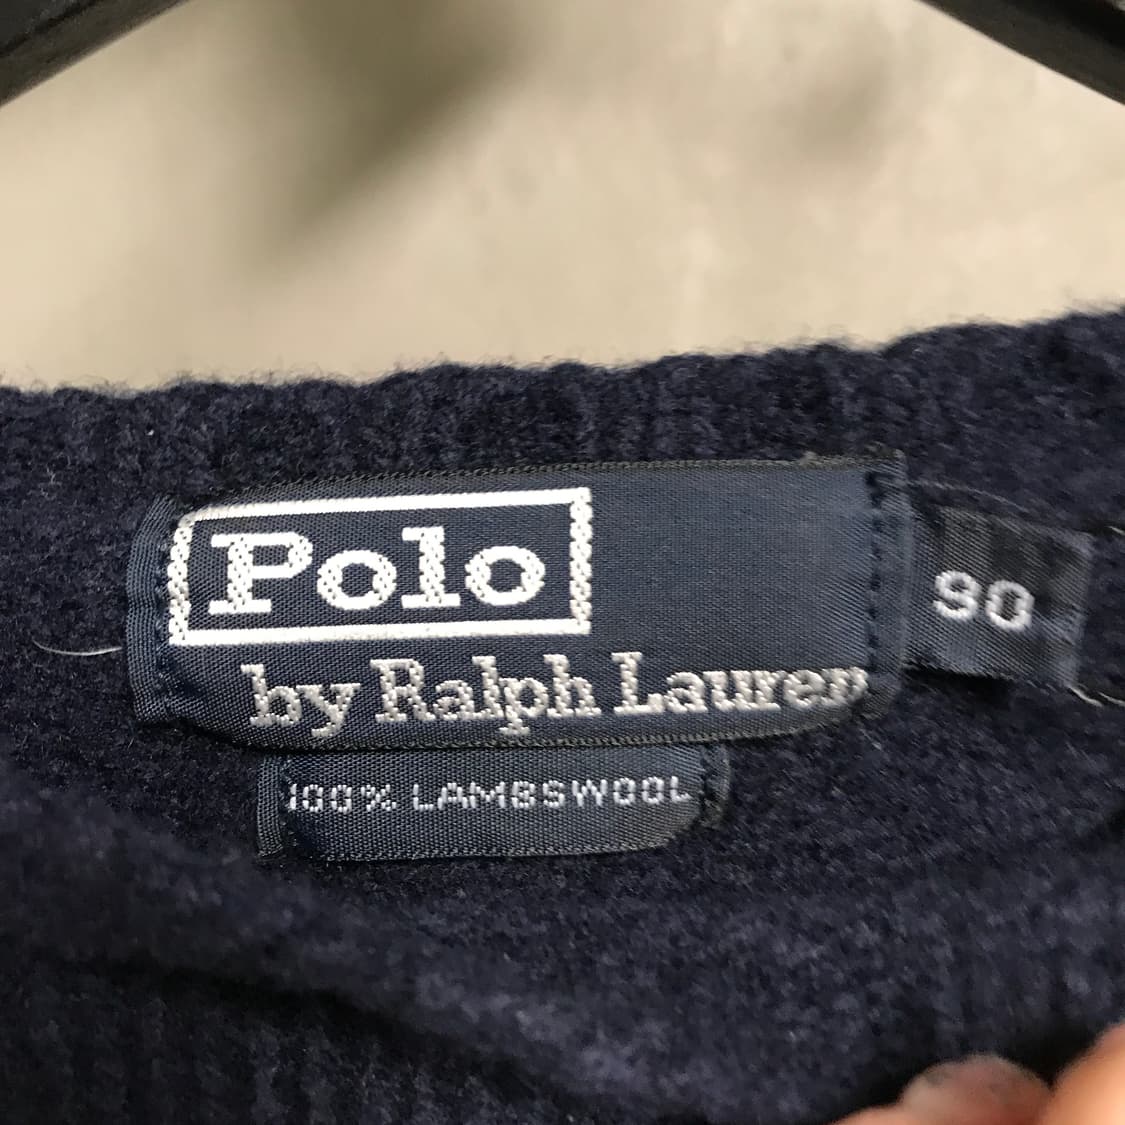 Polo
by Ralph Lauren
90
100% LAMBSWOOL